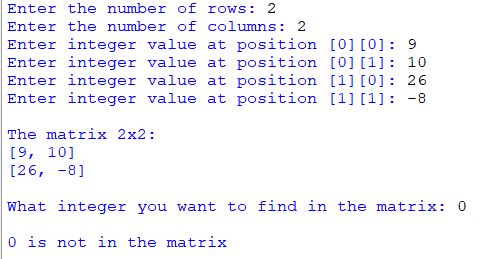 Enter the number of rows: 2
Enter the number of columns: 2
Enter integer value at position [0][0]: 9
Enter integer value at position [0][1]: 10
Enter integer value at position [1][0]: 26
Enter integer value at position [1][1]: -8
The matrix 2x2:
[9, 10]
[26, -8]
What integer you want to find in the matrix: 0
0 is not in the matrix